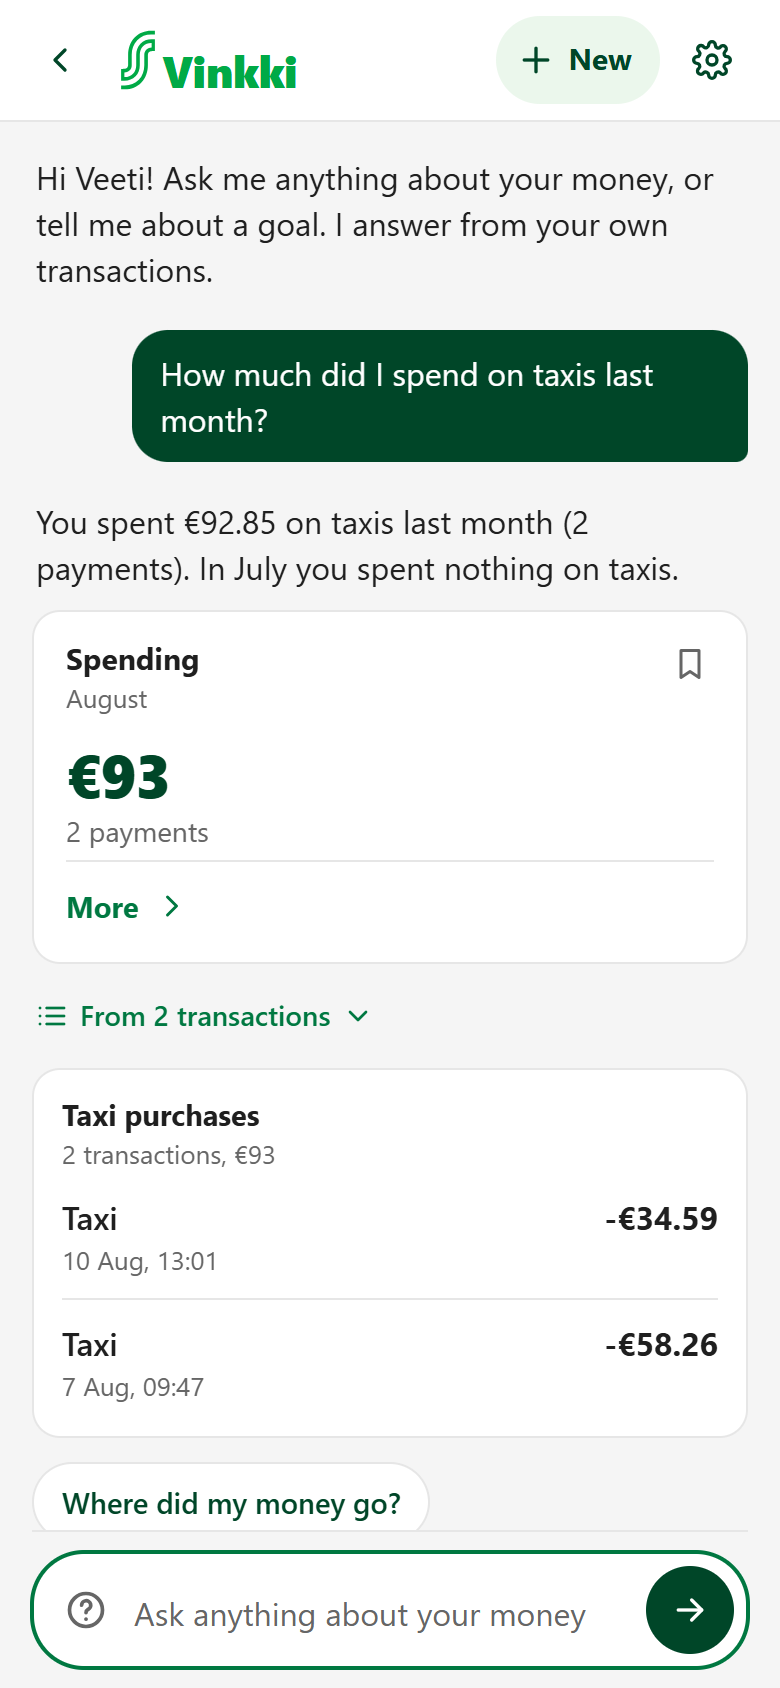 Vinkki
+ New
Hi Veeti! Ask me anything about your money, or
tell me about a goal. I answer from your own
transactions.
How much did I spend on taxis last
month?
You spent €92.85 on taxis last month (2
payments). In July you spent nothing on taxis.
Spending
August
€93
2 payments
More
From 2 transactions
Taxi purchases
2 transactions, €93
Taxi
-€34.59
10 Aug, 13:01
Taxi
-€58.26
7 Aug, 09:47
Where did my money go?
Ask anything about your money